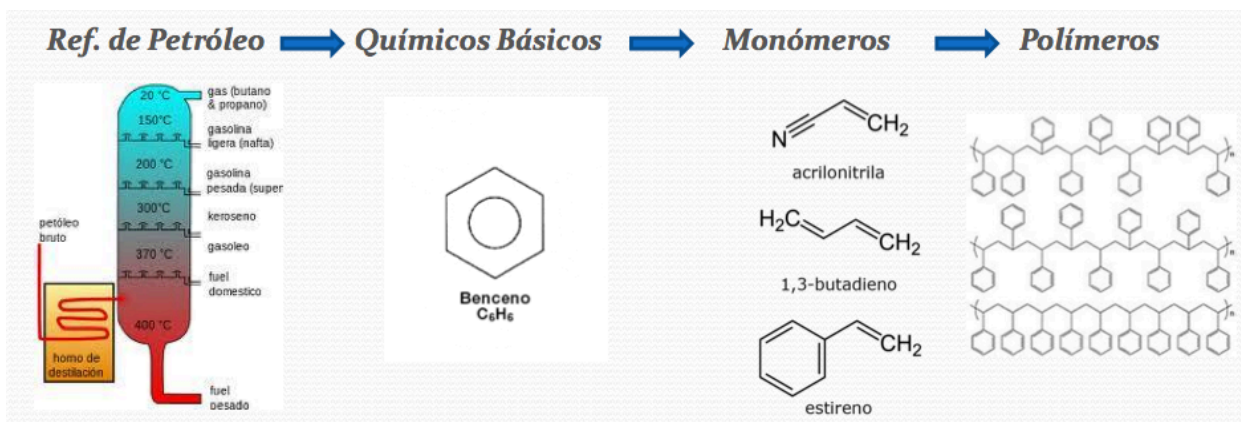 Ref. de Petróleo
Químicos Básicos
Monómeros
Polímeros
20 °C
150°C
200 °C
300°C
370 °C
400 °C
gas (butano
& propano)
gasolina
ligera (nafta)
gasolina
pesada (super
keroseno
gasoleo
fuel
domestico
fuel
pesado
petóleo
bruto
horno de
destilación
Benceno
C₆H₆
N
CH₂
acrilonitrila
H₂C
CH₂
1,3-butadieno
CH₂
estireno
n
n
n